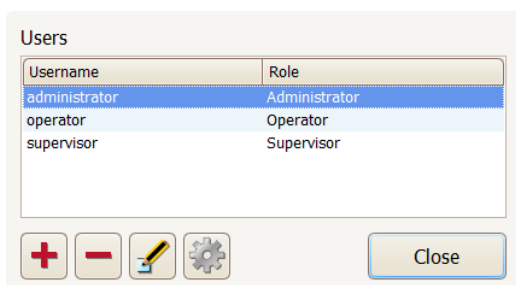 Users
Username Role
administrator Administrator
operator Operator
supervisor Supervisor
Close